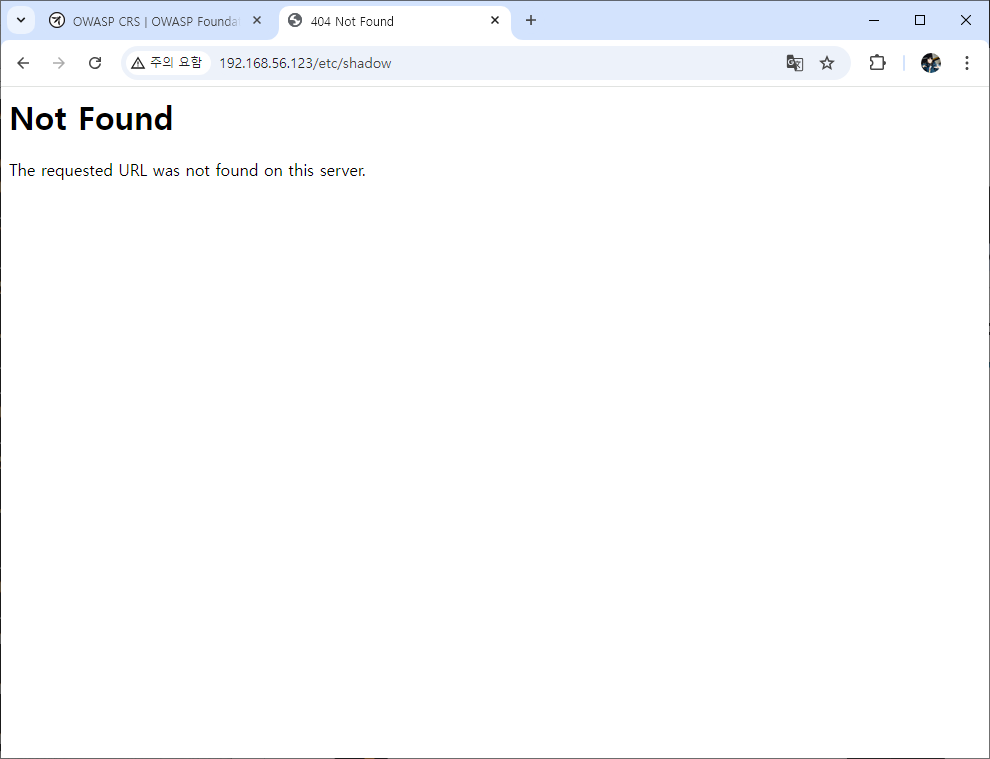 OWASP CRS | OWASP Foundat
404 Not Found
주의 요함
192.168.56.123/etc/shadow
Not Found
The requested URL was not found on this server.